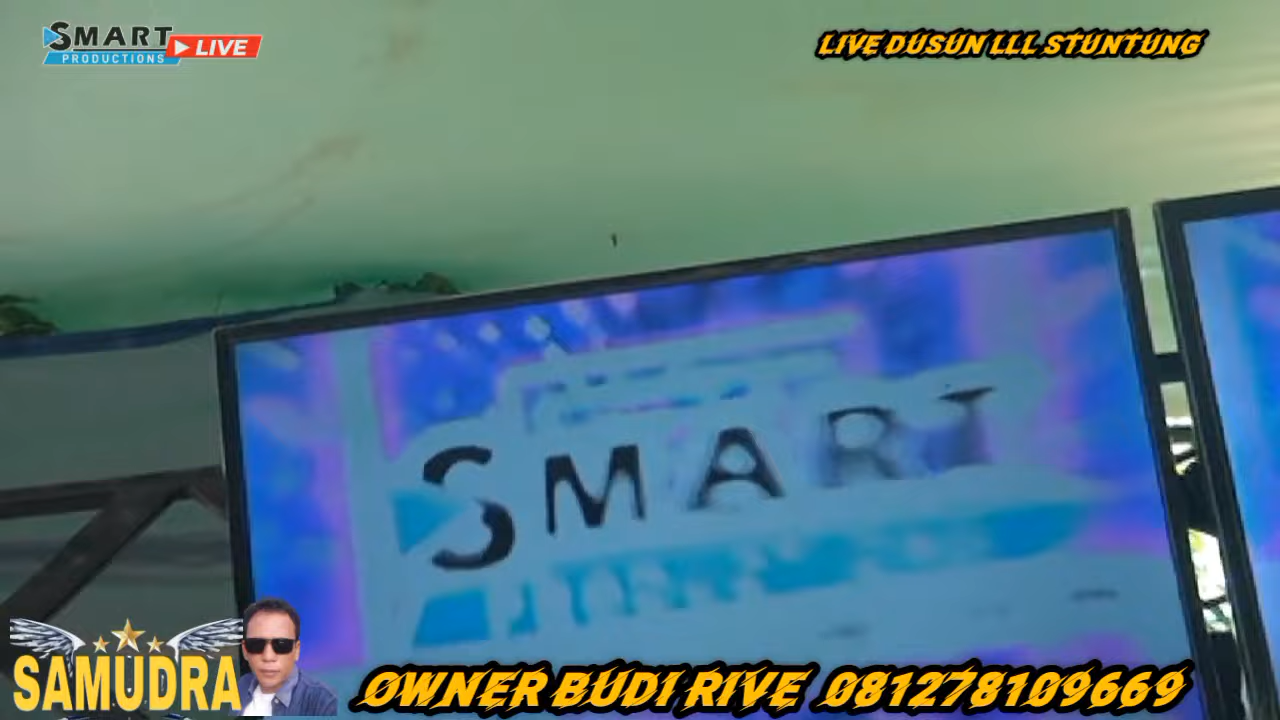 SMART
PRODUCTIONS
LIVE
LIVE DUSUN LLL STUNTUNG
SMART
SAMUDRA
OWNER BUDI RIVE 081278109669